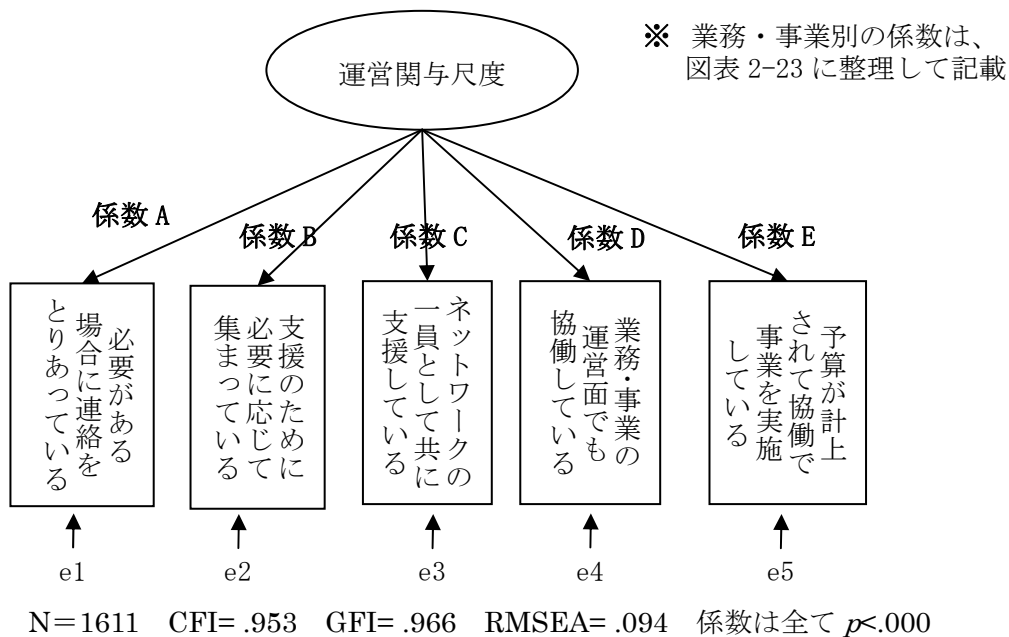 ※ 業務・事業別の係数は、
図表 2-23 に整理して記載
運営関与尺度
係数 A
係数 B
係数 C
係数 D
係数 E
必要がある
場合に連絡を
とりあっている
支援のために
必要に応じて
集まっている
ネットワークの
一員として共に
支援している
業務・事業の
運営面でも
協働している
予算が計上
されて協働で
事業を実施
している
e1
e2
e3
e4
e5
N＝1611 CFI= .953 GFI= .966 RMSEA= .094 係数は全て p<.000